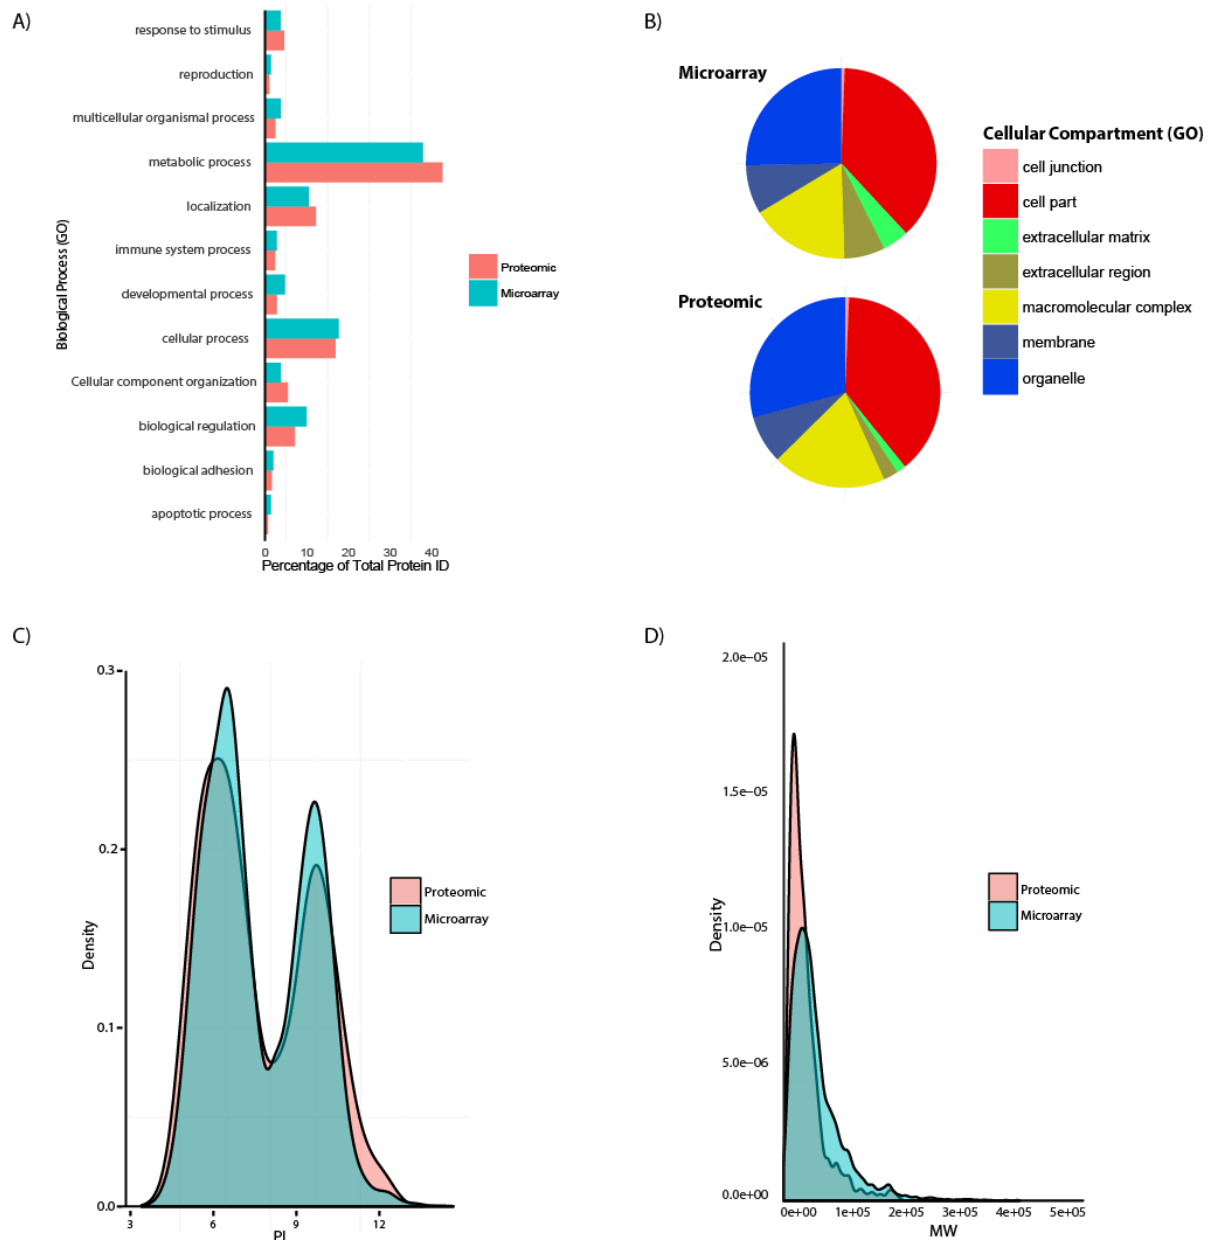 A)
response to stimulus
reproduction
multicellular organismal process
metabolic process
localization
immune system process
developmental process
cellular process
Cellular component organization
biological regulation
biological adhesion
apoptotic process
Biological Process (GO)
0 10 20 30 40
Percentage of Total Protein ID
Proteomic
Microarray
B)
Microarray
Proteomic
Cellular Compartment (GO)
cell junction
cell part
extracellular matrix
extracellular region
macromolecular complex
membrane
organelle
C)
0.3
0.2
0.1
0.0
Density
3 6 9 12
PI
Proteomic
Microarray
D)
2.0e−05
1.5e−05
1.0e−05
5.0e−06
0.0e+00
Density
0e+00 1e+05 2e+05 3e+05 4e+05 5e+05
MW
Proteomic
Microarray